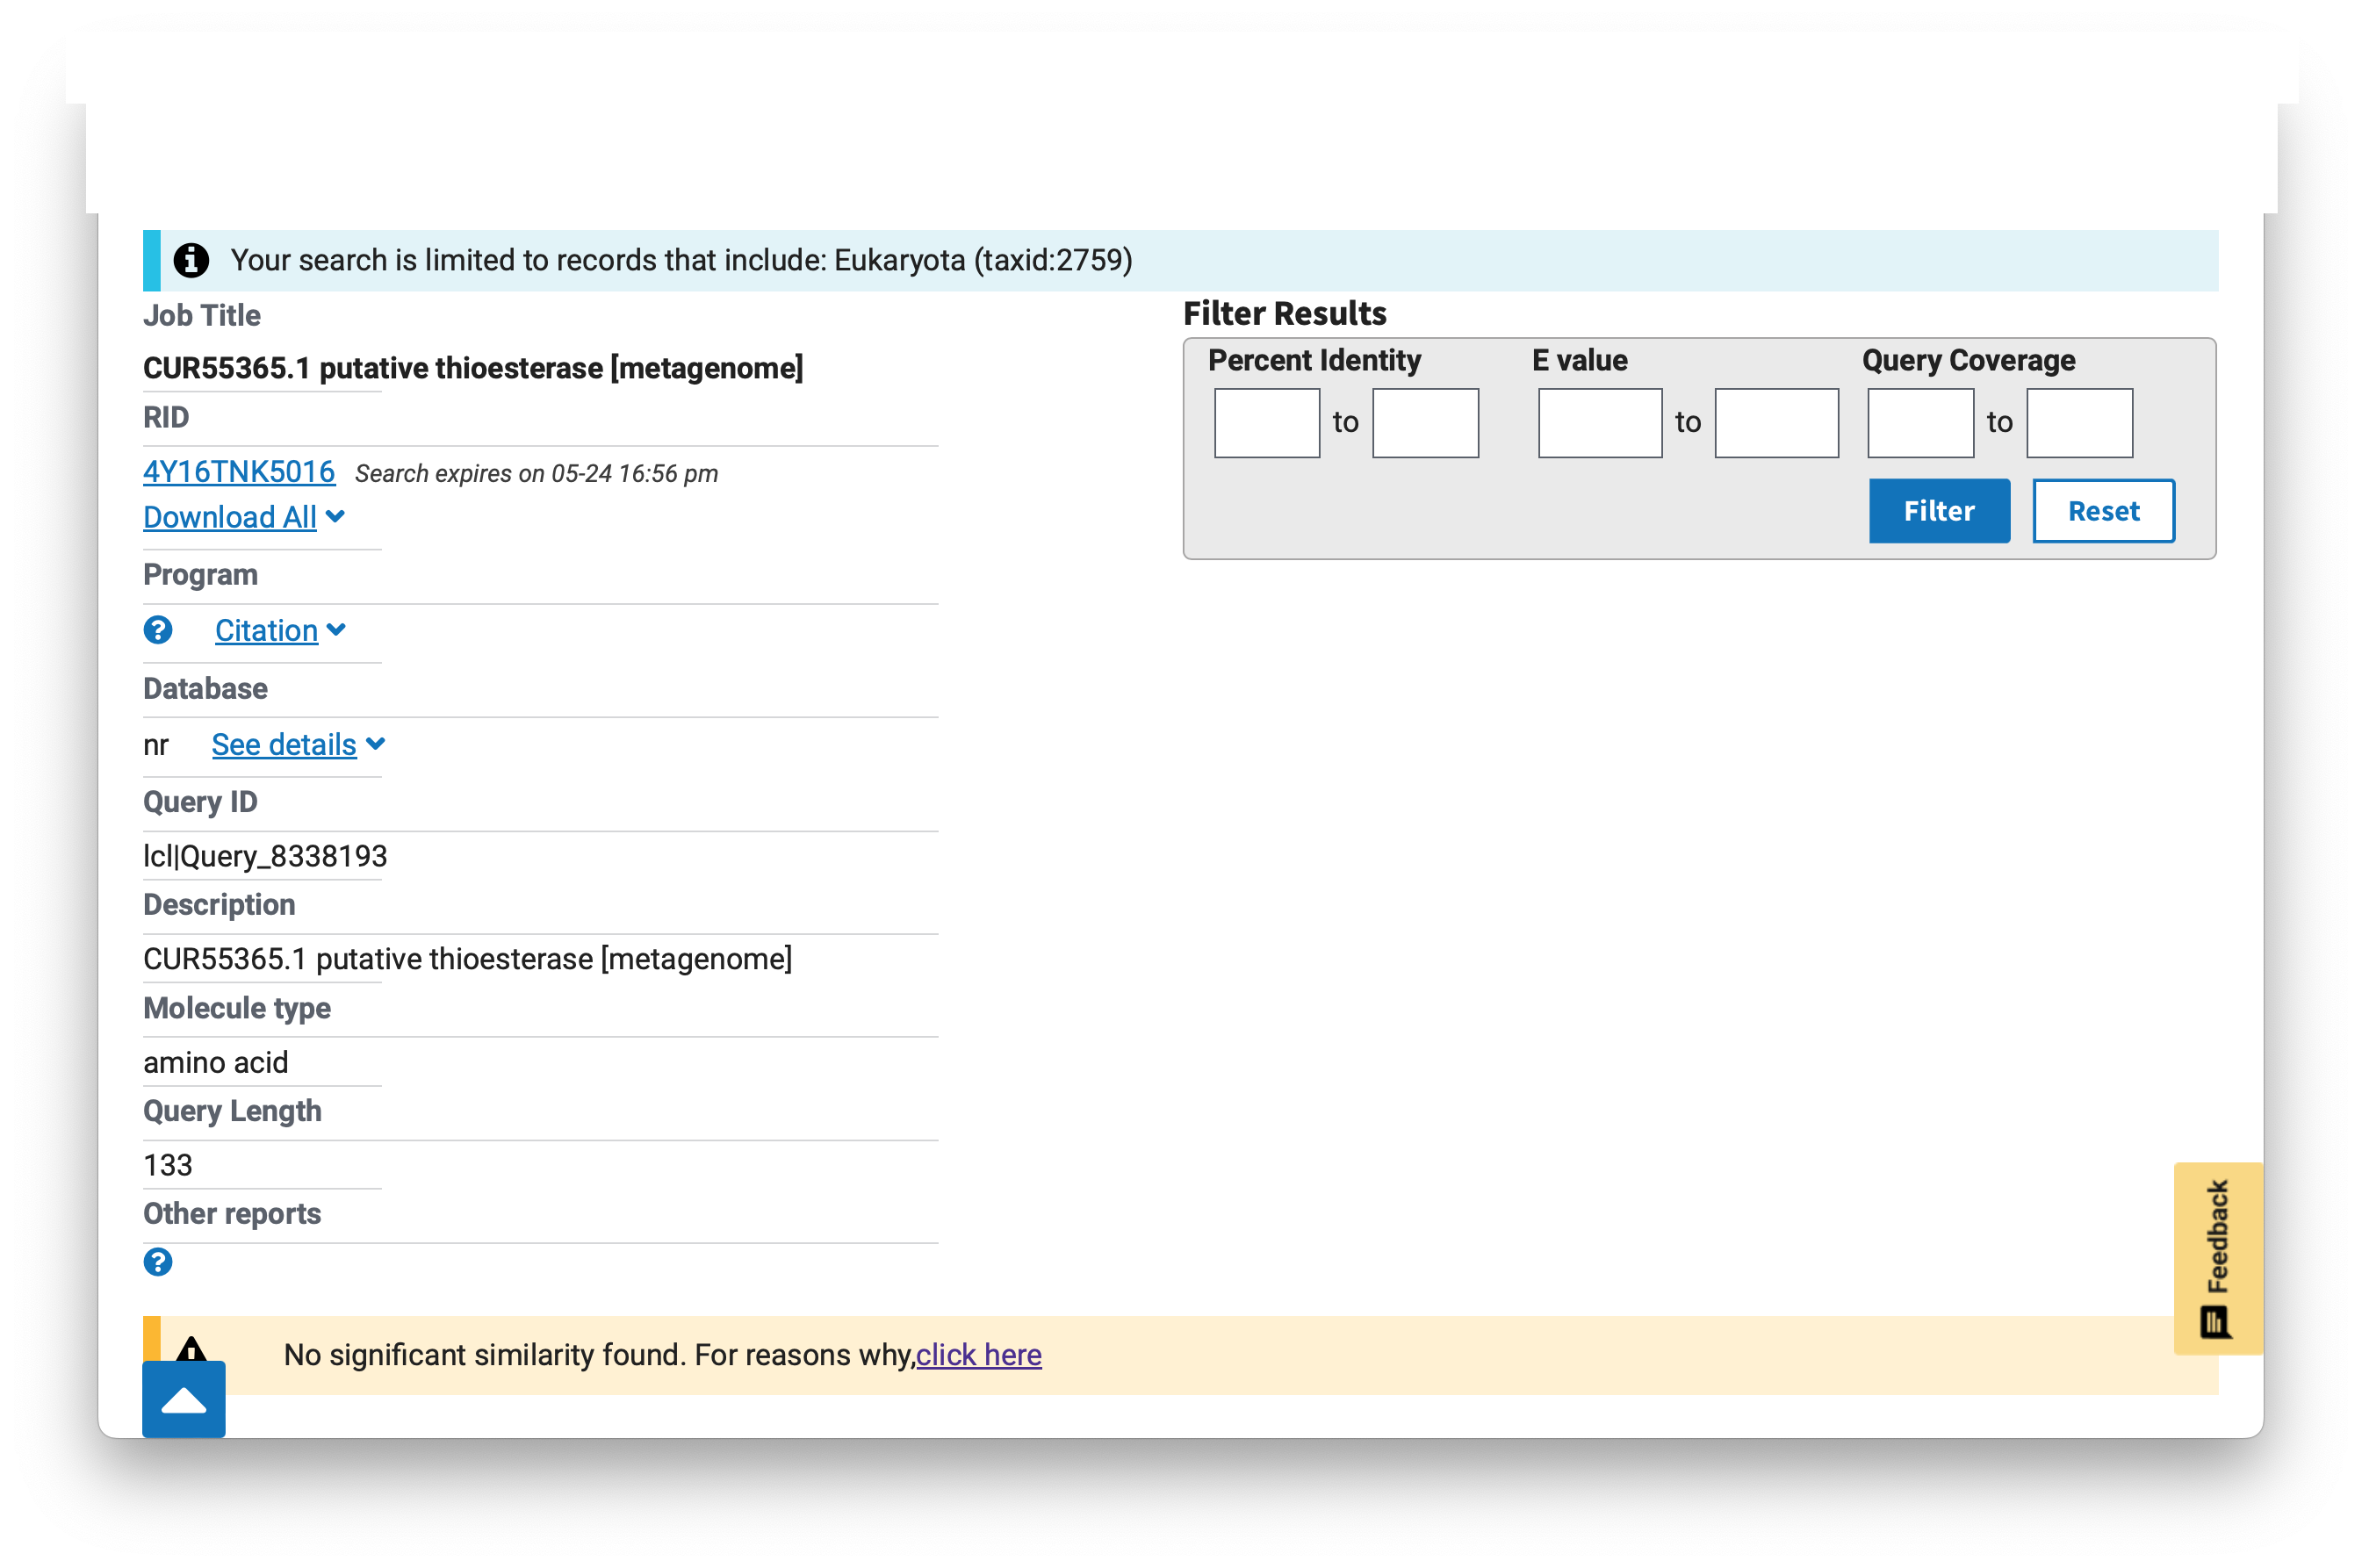 Your search is limited to records that include: Eukaryota (taxid:2759)
Job Title
CUR55365.1 putative thioesterase [metagenome]
RID
4Y16TNK5016 Search expires on 05-24 16:56 pm
Download All
Program
Citation
Database
nr See details
Query ID
lcl|Query_8338193
Description
CUR55365.1 putative thioesterase [metagenome]
Molecule type
amino acid
Query Length
133
Other reports
Filter Results
Percent Identity E value Query Coverage
to to to
Filter Reset
Feedback
No significant similarity found. For reasons why,click here